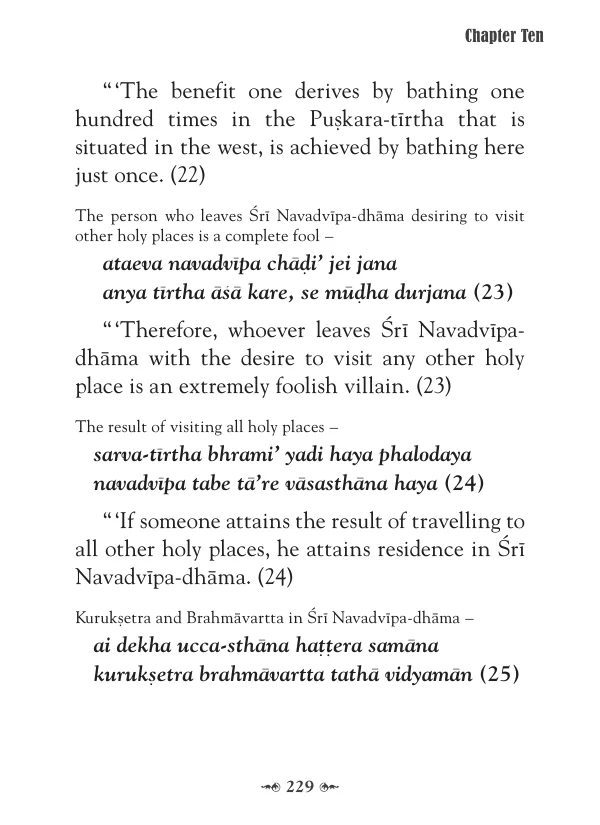 Chapter Ten
“ ‘The benefit one derives by bathing one
hundred times in the Puṣkara-tīrtha that is
situated in the west, is achieved by bathing here
just once. (22)
The person who leaves Śrī Navadvīpa-dhāma desiring to visit
other holy places is a complete fool –
ataeva navadvīpa chāḍi’ jei jana
anya tīrtha āśā kare, se mūḍha durjana (23)
“ ‘Therefore, whoever leaves Śrī Navadvīpa-
dhāma with the desire to visit any other holy
place is an extremely foolish villain. (23)
The result of visiting all holy places –
sarva-tīrtha bhrami’ yadi haya phalodaya
navadvīpa tabe tā’re vāsasthāna haya (24)
“ ‘If someone attains the result of travelling to
all other holy places, he attains residence in Śrī
Navadvīpa-dhāma. (24)
Kurukṣetra and Brahmāvartta in Śrī Navadvīpa-dhāma –
ai dekha ucca-sthāna haṭṭera samāna
kurukṣetra brahmāvartta tathā vidyamān (25)
229